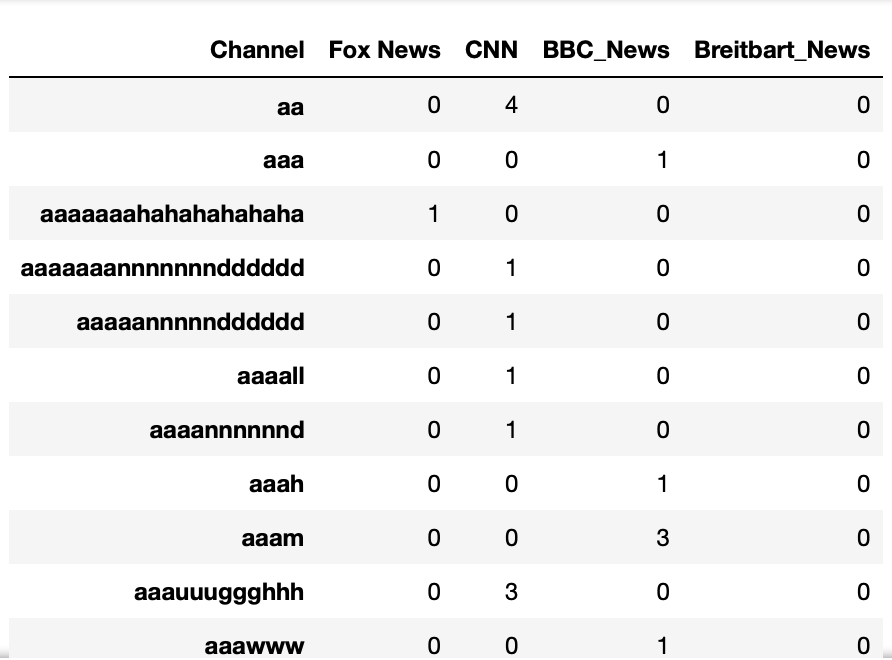 Channel Fox News CNN BBC_News Breitbart_News
aa 0 4 0 0
aaa 0 0 1 0
aaaaaaahahahahahaha 1 0 0 0
aaaaaaannnnnnndddddd 0 1 0 0
aaaaannnnndddddd 0 1 0 0
aaaall 0 1 0 0
aaaannnnnnd 0 1 0 0
aaah 0 0 1 0
aaam 0 0 3 0
aaauuuggghhh 0 3 0 0
aaawww 0 0 1 0